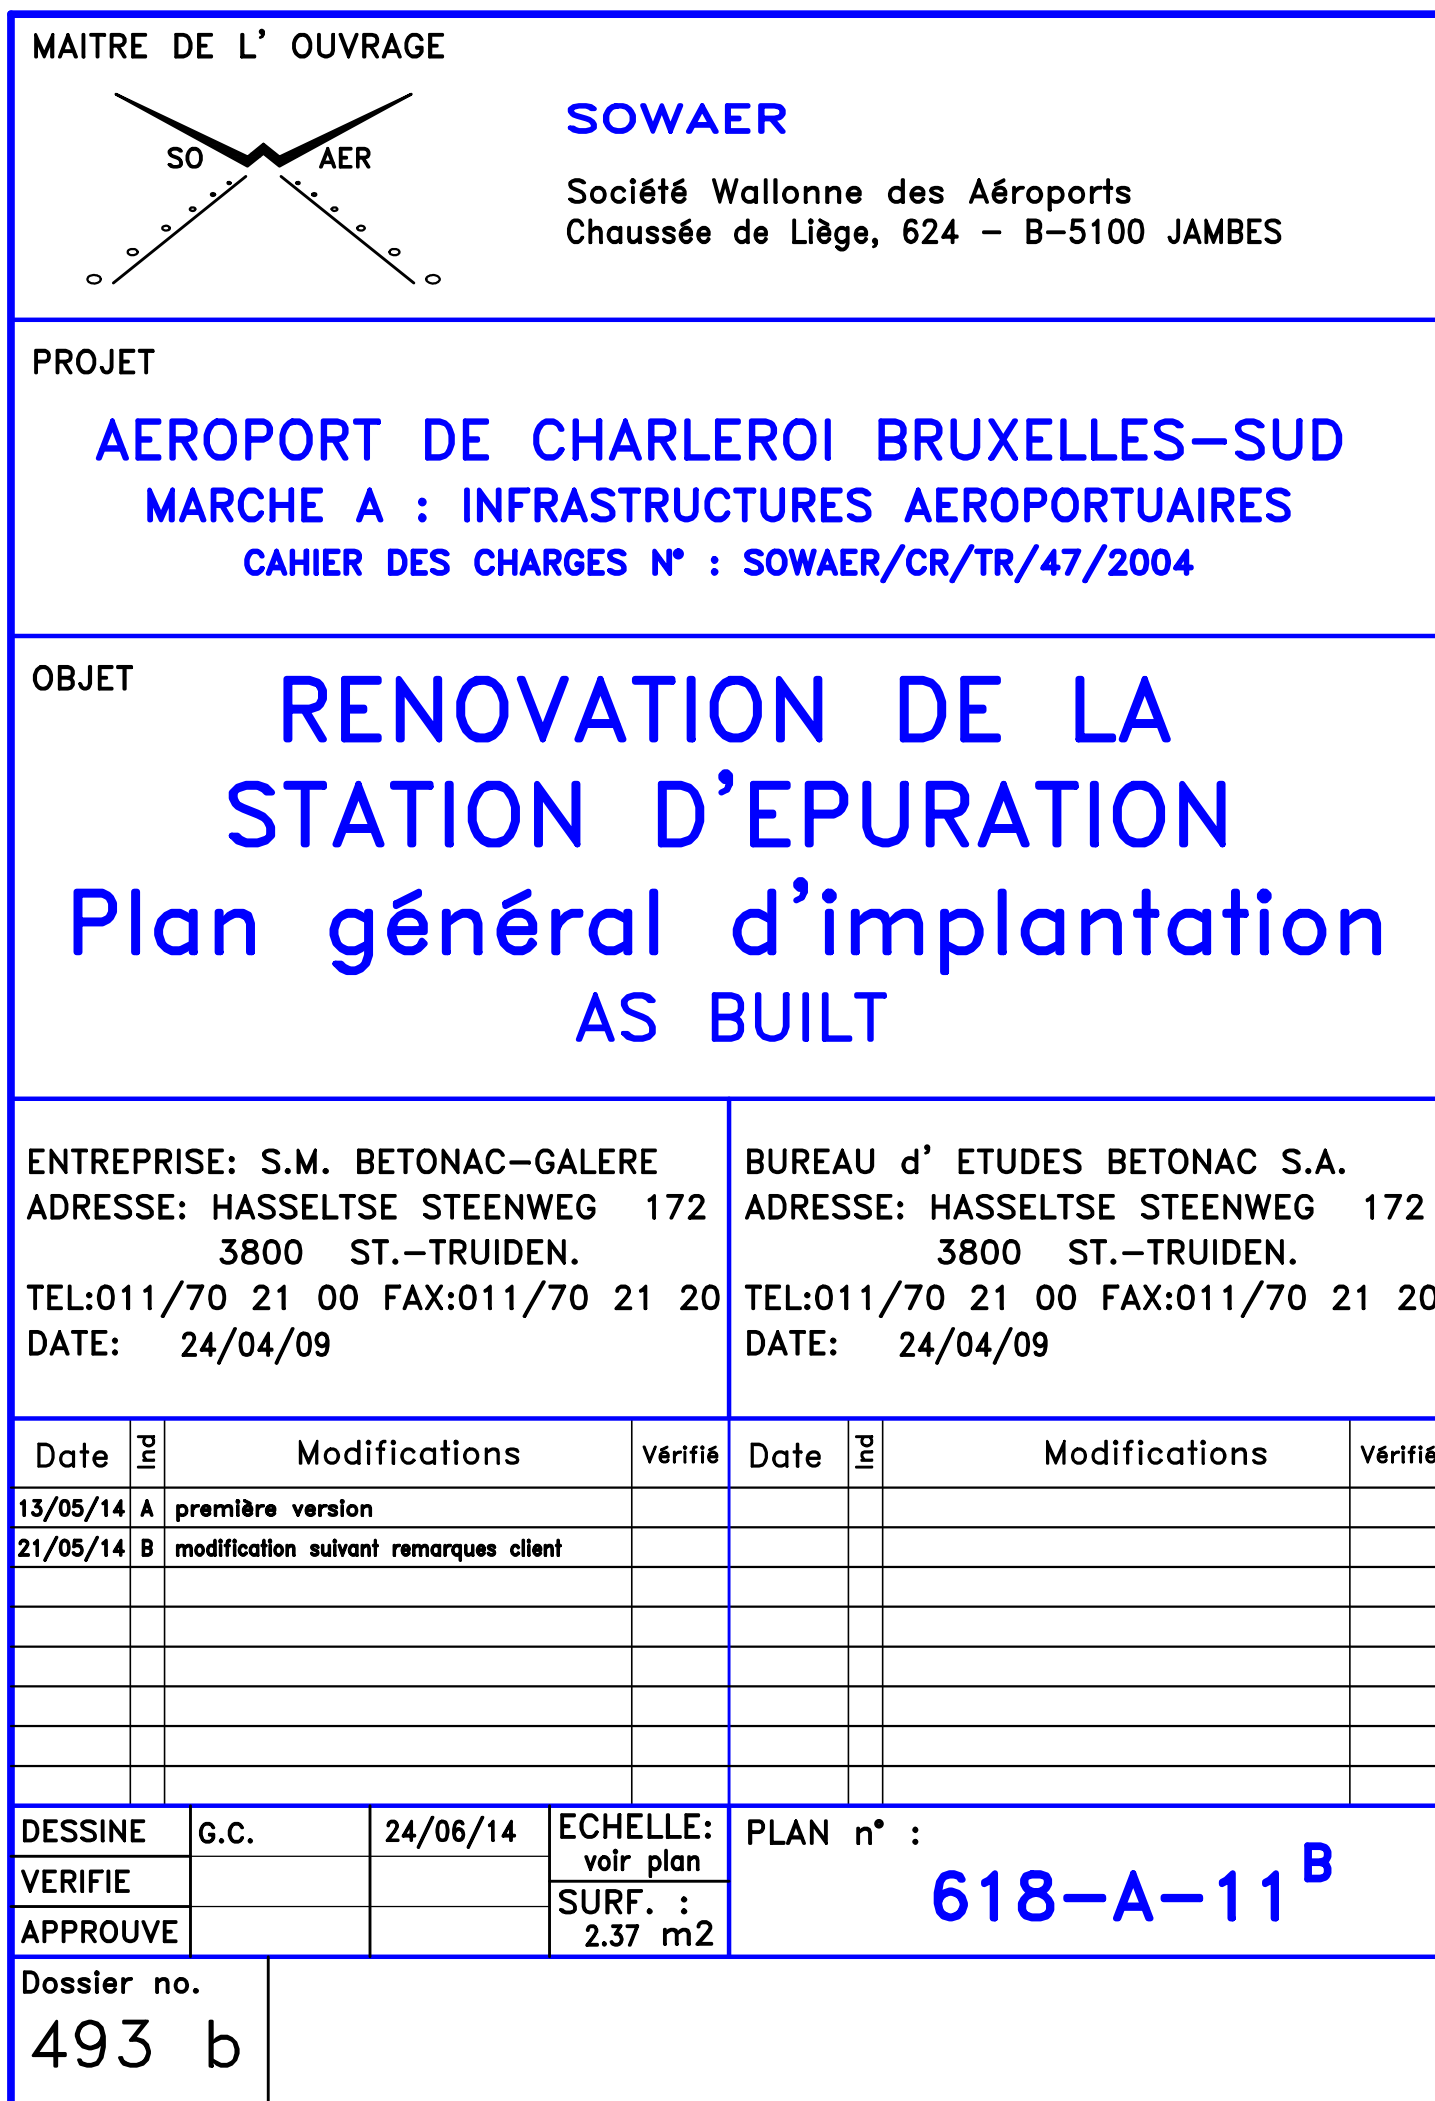 MAITRE DE L' OUVRAGE
SO AER
SOWAER
Société Wallonne des Aéroports
Chaussée de Liège, 624 - B-5100 JAMBES
PROJET
AEROPORT DE CHARLEROI BRUXELLES-SUD
MARCHE A : INFRASTRUCTURES AEROPORTUAIRES
CAHIER DES CHARGES N° : SOWAER/CR/TR/47/2004
OBJET
RENOVATION DE LA
STATION D'EPURATION
Plan général d'implantation
AS BUILT
ENTREPRISE: S.M. BETONAC-GALERE
ADRESSE: HASSELTSE STEENWEG 172
3800 ST.-TRUIDEN.
TEL:011/70 21 00 FAX:011/70 21 20
DATE: 24/04/09
BUREAU d' ETUDES BETONAC S.A.
ADRESSE: HASSELTSE STEENWEG 172
3800 ST.-TRUIDEN.
TEL:011/70 21 00 FAX:011/70 21 20
DATE: 24/04/09
Date Ind Modifications Vérifié Date Ind Modifications Vérifié
13/05/14 A première version
21/05/14 B modification suivant remarques client
DESSINE G.C. 24/06/14
VERIFIE
APPROUVE
ECHELLE:
voir plan
SURF. :
2.37 m2
PLAN n° :
618-A-11 B
Dossier no.
493 b